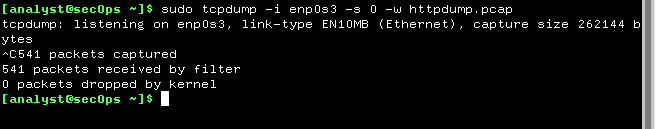 [analyst@secOps ~]$ sudo tcpdump -i enp0s3 -s 0 -w httpdump.pcap
tcpdump: listening on enp0s3, link-type EN10MB (Ethernet), capture size 262144 b
ytes
^C541 packets captured
541 packets received by filter
0 packets dropped by kernel
[analyst@secOps ~]$